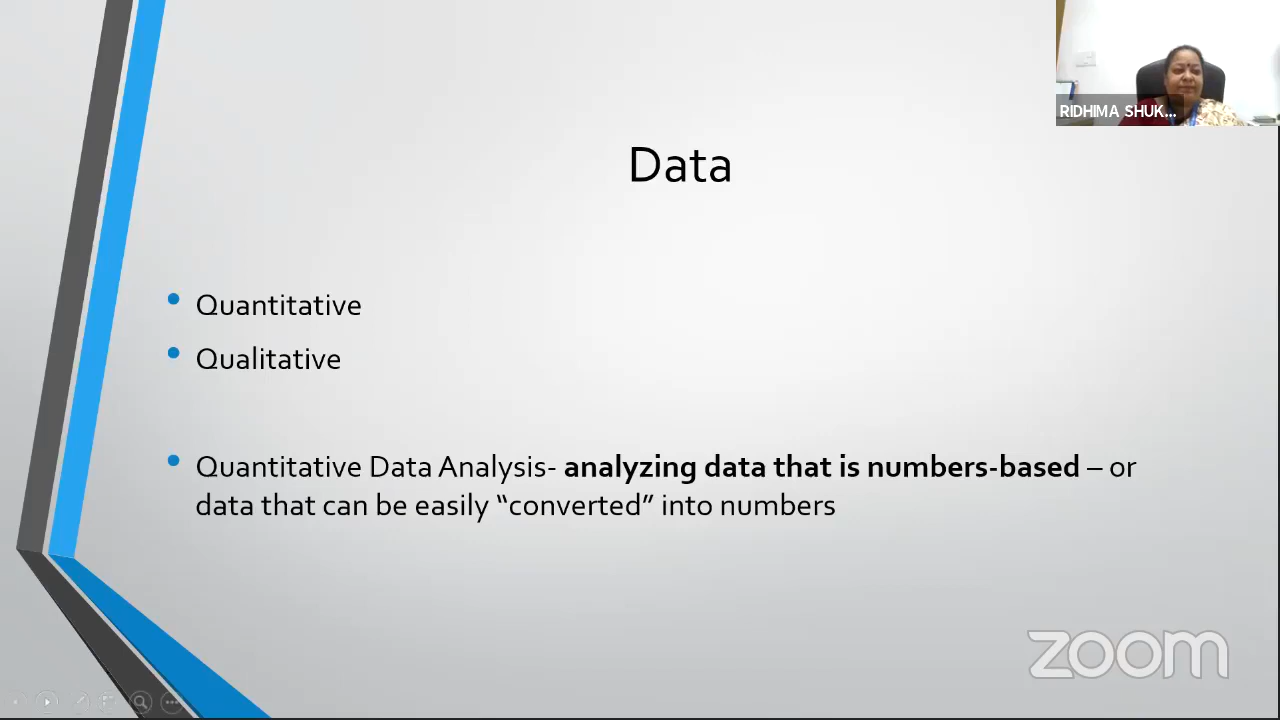 RIDHIMA SHUK...
Data
• Quantitative
• Qualitative
• Quantitative Data Analysis- analyzing data that is numbers-based – or
data that can be easily “converted” into numbers
zoom